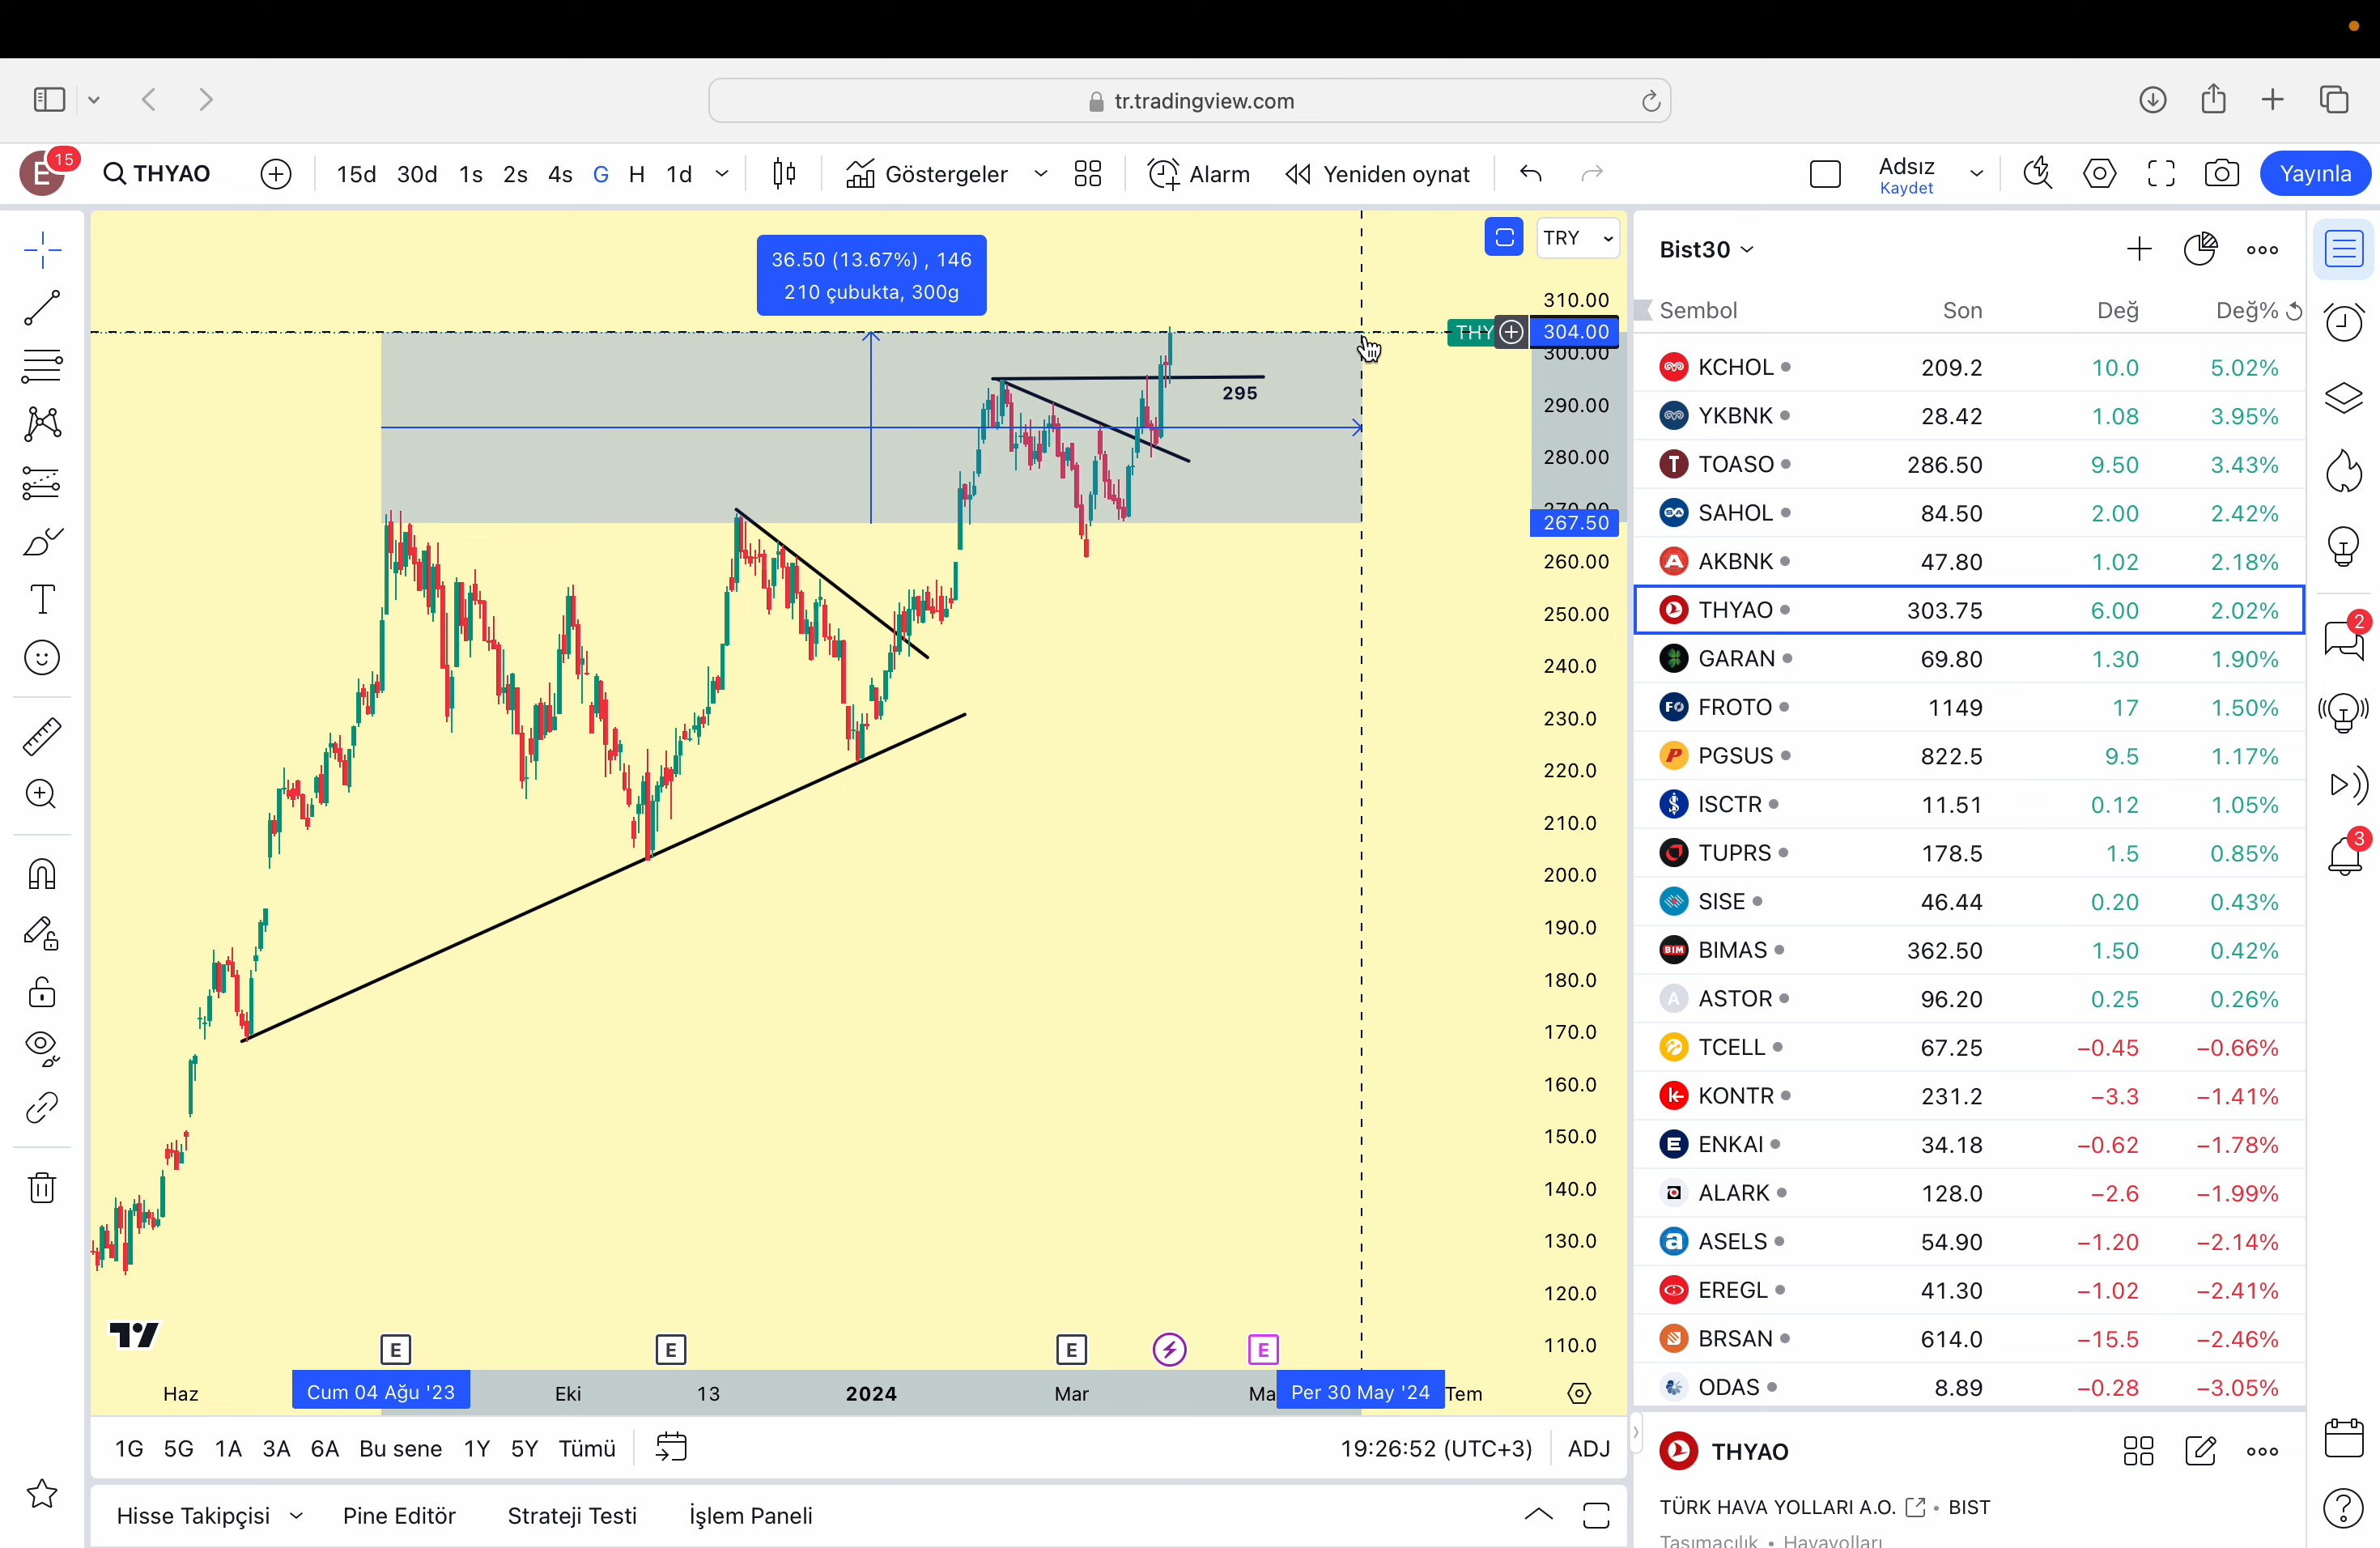 tr.tradingview.com
E
15
THYAO
15d 30d 1s 2s 4s G H 1d
Göstergeler
Alarm
Yeniden oynat
Adsız
Kaydet
Yayınla
36.50 (13.67%) , 146
210 çubukta, 300g
TRY
310.00
THY
304.00
300.00
295
290.00
280.00
270.00
267.50
260.00
250.00
240.0
230.0
220.0
210.0
200.0
190.0
180.0
170.0
160.0
150.0
140.0
130.0
120.0
110.0
E E E E
Haz Cum 04 Ağu '23 Eki 13 2024 Mar Ma Per 30 May '24 Tem
1G 5G 1A 3A 6A Bu sene 1Y 5Y Tümü
19:26:52 (UTC+3) ADJ
Hisse Takipçisi Pine Editör Strateji Testi İşlem Paneli
Bist30
Sembol Son Değ Değ%
KCHOL 209.2 10.0 5.02%
YKBNK 28.42 1.08 3.95%
T TOASO 286.50 9.50 3.43%
SA SAHOL 84.50 2.00 2.42%
AKBNK 47.80 1.02 2.18%
THYAO 303.75 6.00 2.02%
GARAN 69.80 1.30 1.90%
FO FROTO 1149 17 1.50%
P PGSUS 822.5 9.5 1.17%
ISCTR 11.51 0.12 1.05%
TUPRS 178.5 1.5 0.85%
SISE 46.44 0.20 0.43%
BIM BIMAS 362.50 1.50 0.42%
A ASTOR 96.20 0.25 0.26%
TCELL 67.25 −0.45 −0.66%
KONTR 231.2 −3.3 −1.41%
E ENKAI 34.18 −0.62 −1.78%
ALARK 128.0 −2.6 −1.99%
a ASELS 54.90 −1.20 −2.14%
EREGL 41.30 −1.02 −2.41%
BRSAN 614.0 −15.5 −2.46%
ODAS 8.89 −0.28 −3.05%
2
3
THYAO
TÜRK HAVA YOLLARI A.O. • BIST
Taşımacılık • Havayolları